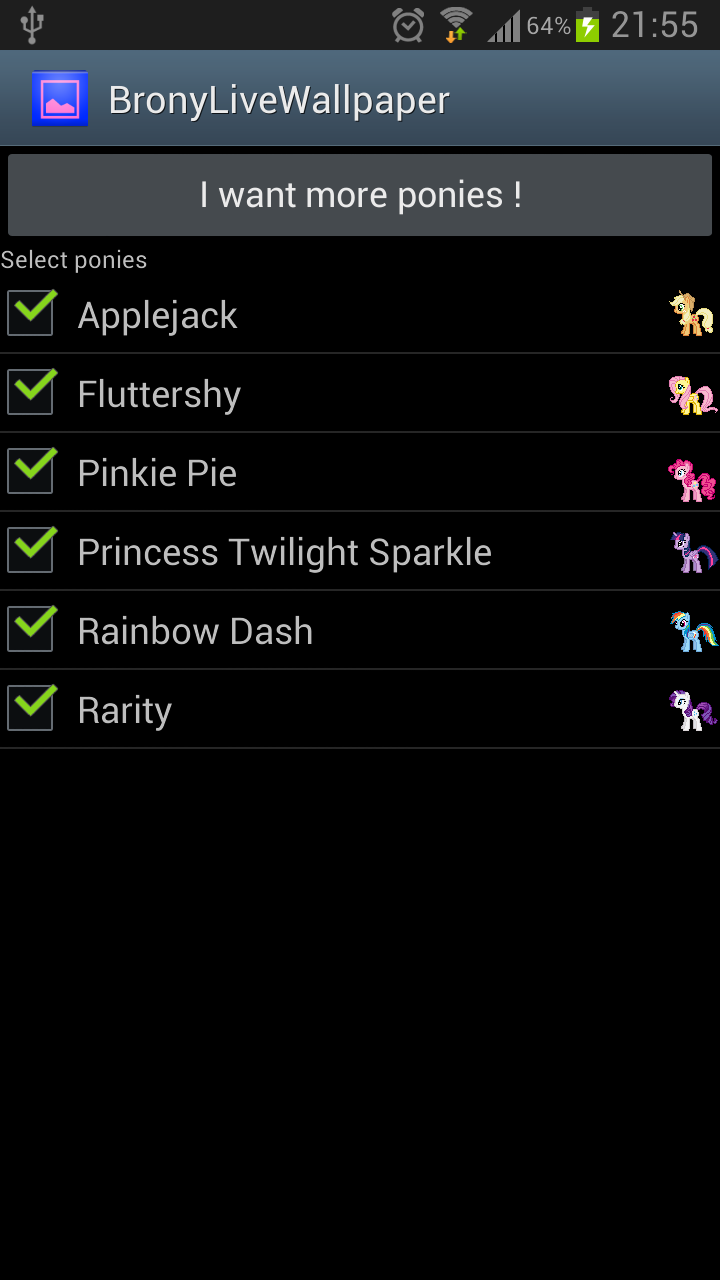 64% 21:55
BronyLiveWallpaper
I want more ponies !
Select ponies
Applejack
Fluttershy
Pinkie Pie
Princess Twilight Sparkle
Rainbow Dash
Rarity